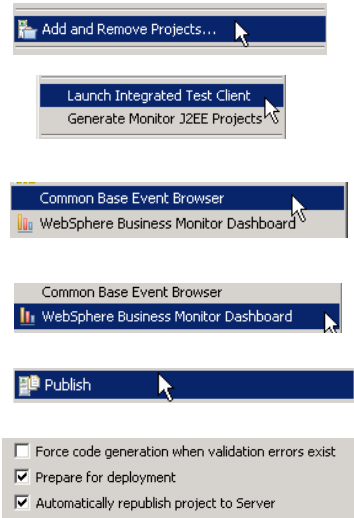 Add and Remove Projects...
Launch Integrated Test Client
Generate Monitor J2EE Projects
Common Base Event Browser
WebSphere Business Monitor Dashboard
Common Base Event Browser
WebSphere Business Monitor Dashboard
Publish
Force code generation when validation errors exist
Prepare for deployment
Automatically republish project to Server